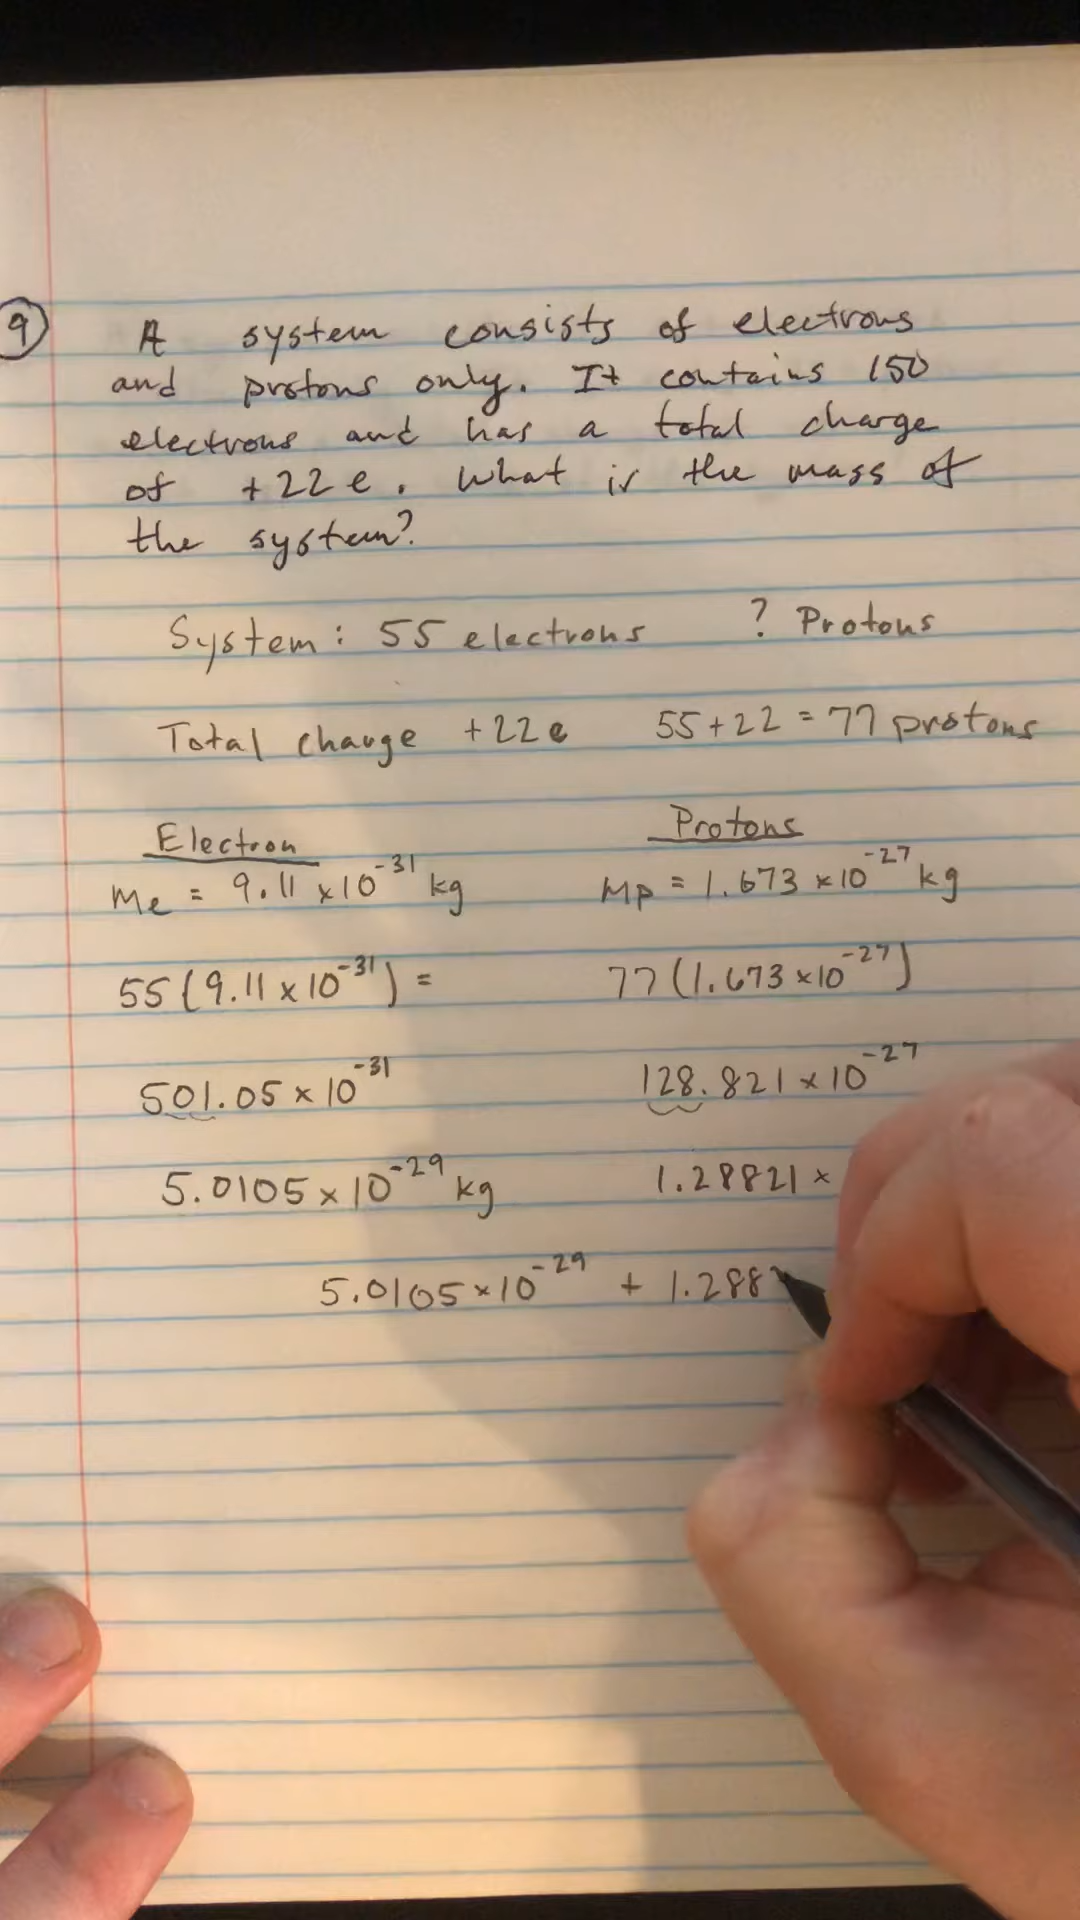 9 A system consists of electrons
and protons only. It contains 150
electrons and has a total charge
of +22e. What is the mass of
the system?
System: 55 electrons ? Protons
Total charge +22e 55+22 = 77 protons
Electron Protons
Me = 9.11 x 10⁻³¹ kg Mp = 1.673 x 10⁻²⁷ kg
55(9.11 x 10⁻³¹) = 77(1.673 x 10⁻²⁷)
501.05 x 10⁻³¹ 128.821 x 10⁻²⁷
5.0105 x 10⁻²⁹ kg 1.28821 x
5.0105 x 10⁻²⁹ + 1.288